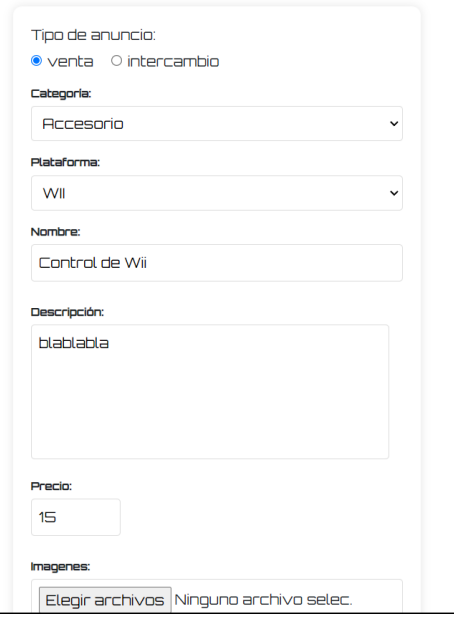 Tipo de anuncio:
venta intercambio
Categoria:
Accesorio
Plataforma:
WII
Nombre:
Control de Wii
Descripción:
blablabla
Precio:
15
Imagenes:
Elegir archivos Ninguno archivo selec.